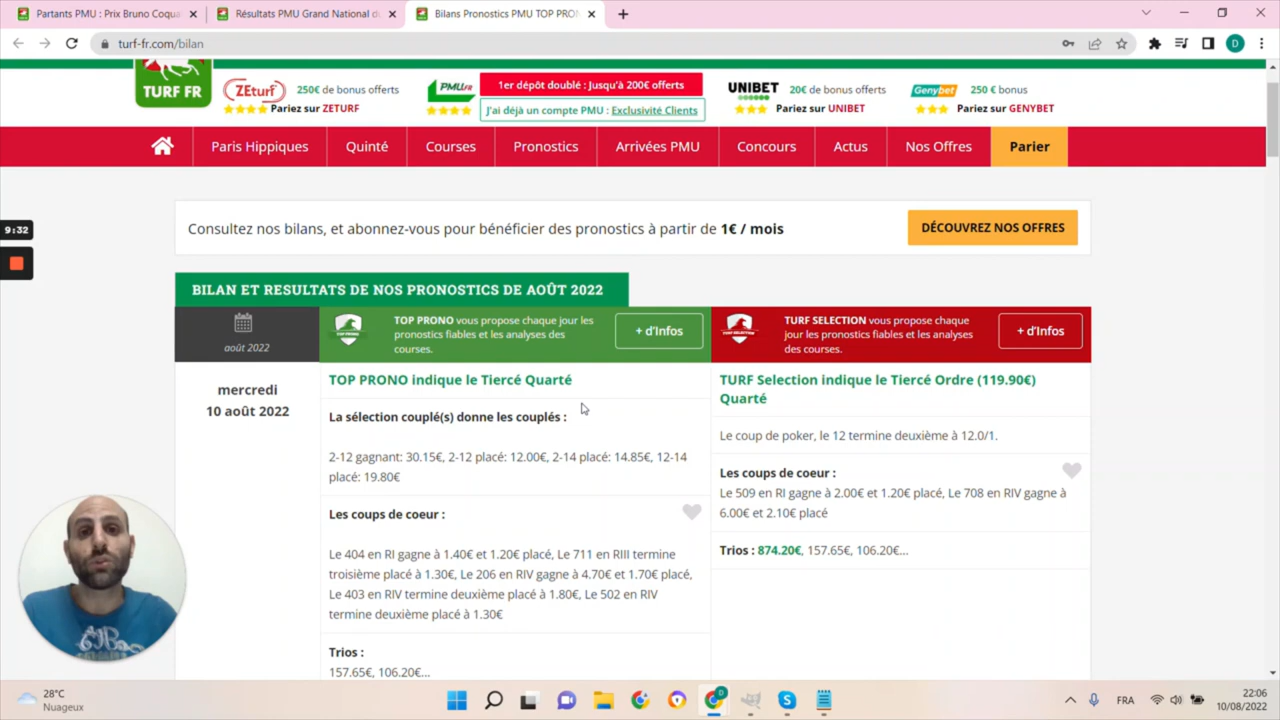 Partants PMU : Prix Bruno Coqua
Résultats PMU Grand National d
Bilans Pronostics PMU TOP PRON
turf-fr.com/bilan
D
TURF FR
ZEturf
250€ de bonus offerts
Pariez sur ZETURF
PMU.FR
1er dépôt doublé : Jusqu'à 200€ offerts
J'ai déjà un compte PMU : Exclusivité Clients
UNIBET
20€ de bonus offerts
Pariez sur UNIBET
Genybet
250 € bonus
Pariez sur GENYBET
Paris Hippiques
Quinté
Courses
Pronostics
Arrivées PMU
Concours
Actus
Nos Offres
Parier
9:32
Consultez nos bilans, et abonnez-vous pour bénéficier des pronostics à partir de 1€ / mois
DÉCOUVREZ NOS OFFRES
BILAN ET RESULTATS DE NOS PRONOSTICS DE AOÛT 2022
août 2022
TOP PRONO
TOP PRONO vous propose chaque jour les
pronostics fiables et les analyses des
courses.
+ d'Infos
TURF SELECTION
TURF SELECTION vous propose chaque
jour les pronostics fiables et les analyses
des courses.
+ d'Infos
mercredi
10 août 2022
TOP PRONO indique le Tiercé Quarté
La sélection couplé(s) donne les couplés :
2-12 gagnant: 30.15€, 2-12 placé: 12.00€, 2-14 placé: 14.85€, 12-14
placé: 19.80€
Les coups de coeur :
Le 404 en RI gagne à 1.40€ et 1.20€ placé, Le 711 en RIII termine
troisième placé à 1.30€, Le 206 en RIV gagne à 4.70€ et 1.70€ placé,
Le 403 en RIV termine deuxième placé à 1.80€, Le 502 en RIV
termine deuxième placé à 1.30€
Trios :
157.65€, 106.20€...
TURF Selection indique le Tiercé Ordre (119.90€)
Quarté
Le coup de poker, le 12 termine deuxième à 12.0/1.
Les coups de coeur :
Le 509 en RI gagne à 2.00€ et 1.20€ placé, Le 708 en RIV gagne à
6.00€ et 2.10€ placé
Trios : 874.20€, 157.65€, 106.20€...
28°C
Nuageux
FRA
22:06
10/08/2022